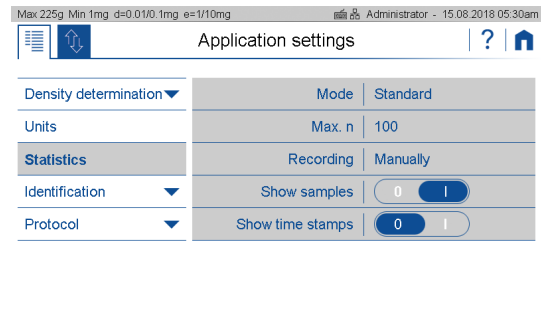 Max 225g Min 1mg d=0.01/0.1mg e=1/10mg Administrator - 15.08.2018 05:30am
Application settings ?
Density determination Mode Standard
Units Max. n 100
Statistics Recording Manually
Identification Show samples 0 I
Protocol Show time stamps 0 I